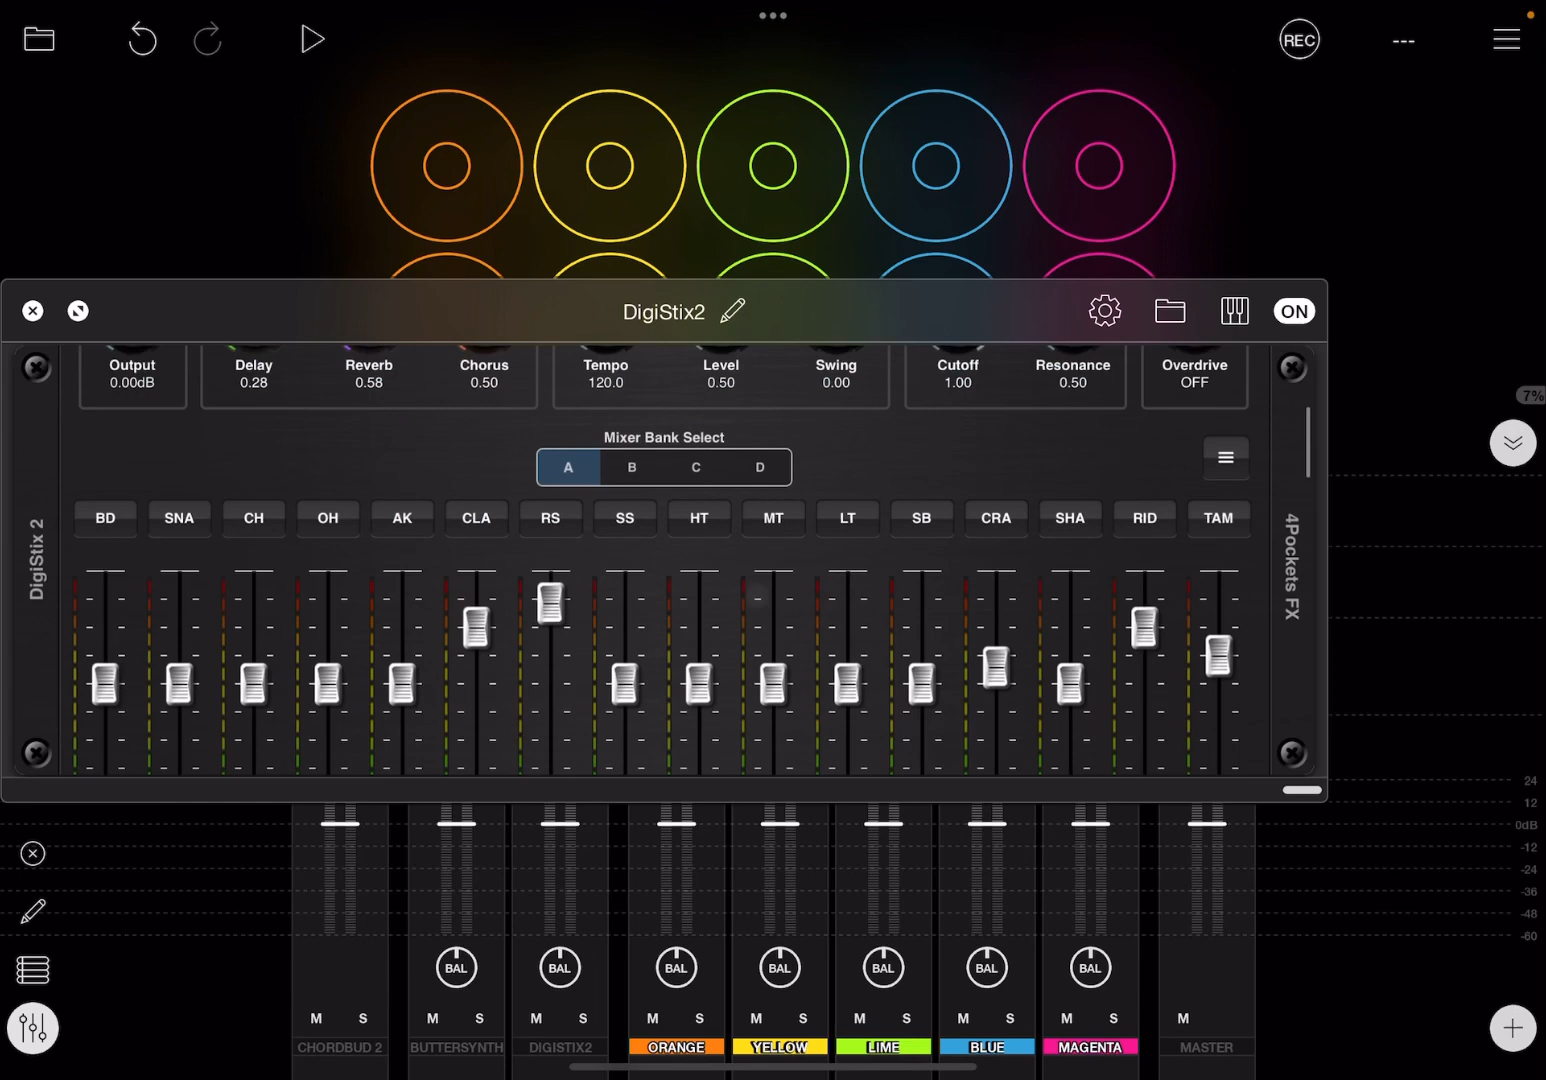 REC
---
DigiStix2
ON
Output
0.00dB
Delay
0.28
Reverb
0.58
Chorus
0.50
Tempo
120.0
Level
0.50
Swing
0.00
Cutoff
1.00
Resonance
0.50
Overdrive
OFF
7%
Mixer Bank Select
A B C D
BD SNA CH OH AK CLA RS SS HT MT LT SB CRA SHA RID TAM
DigiStix 2
4Pockets FX
24
12
0dB
-12
-24
-36
-48
-60
BAL BAL BAL BAL BAL BAL BAL
M S M S M S M S M S M S M S M S M
CHORDBUD 2 BUTTERSYNTH DIGISTIX2 ORANGE YELLOW LIME BLUE MAGENTA MASTER